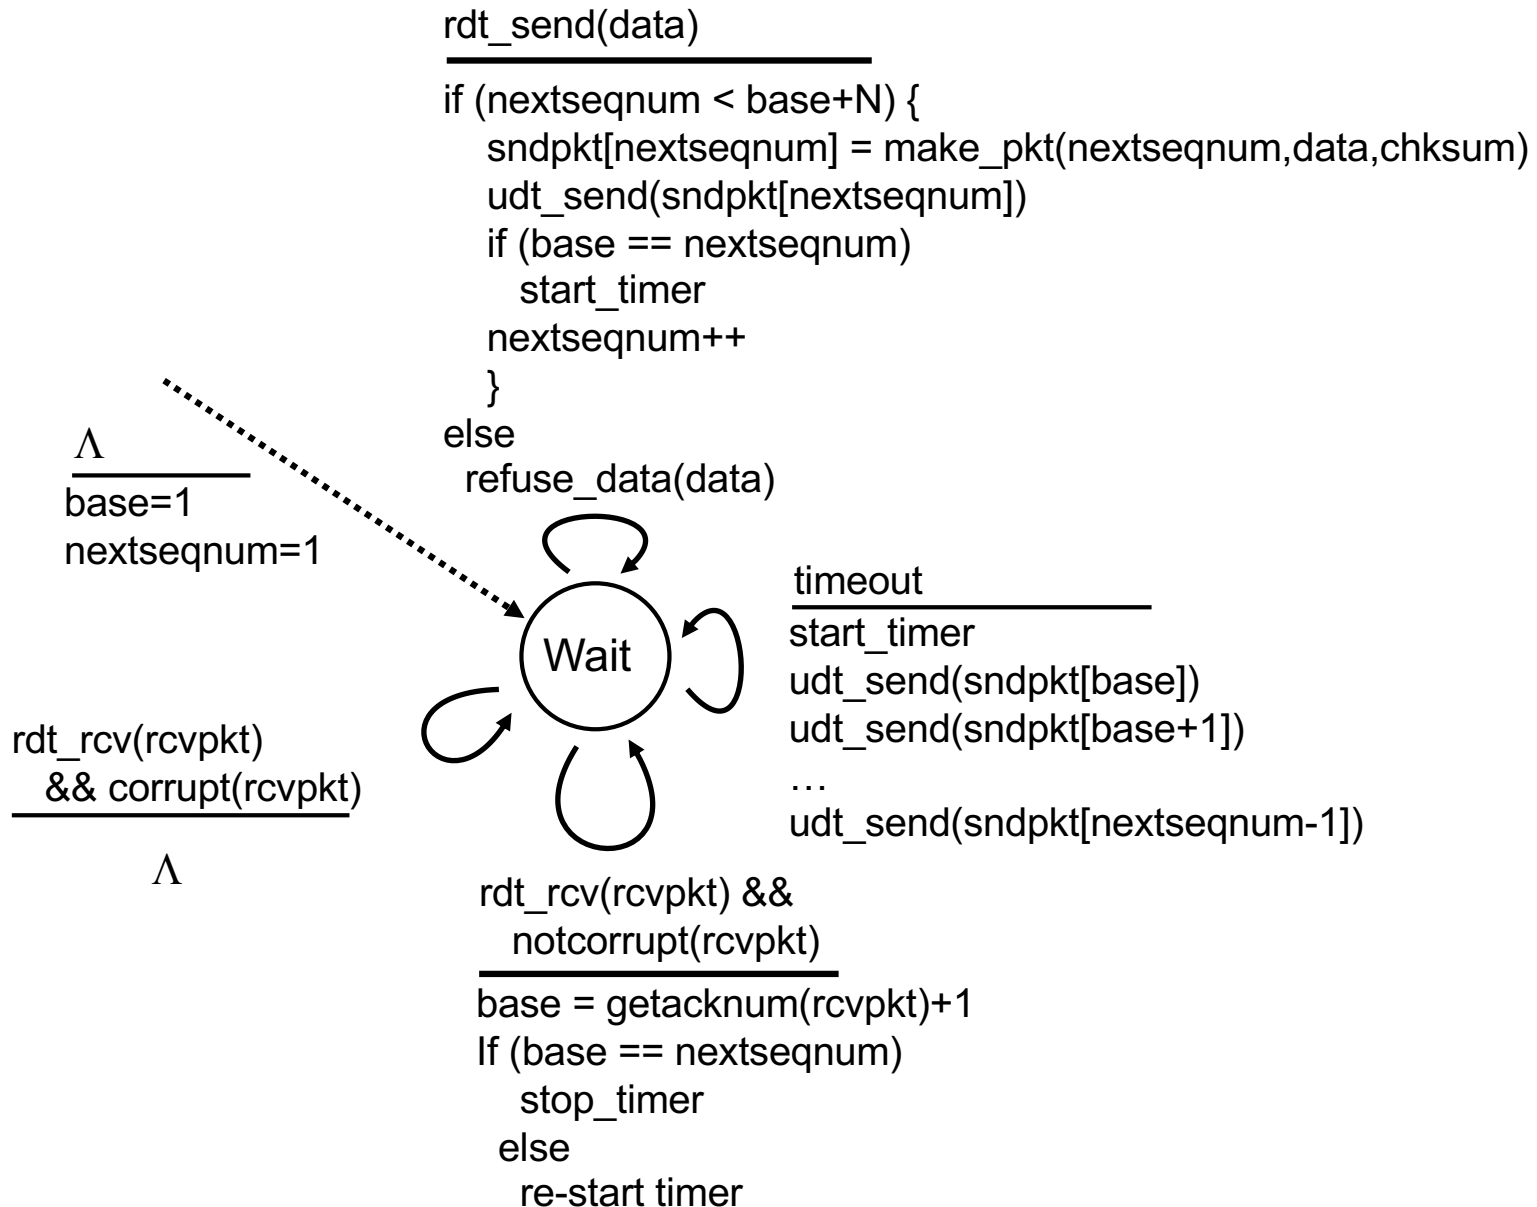 rdt_send(data)
if (nextseqnum < base+N) {
sndpkt[nextseqnum] = make_pkt(nextseqnum,data,chksum)
udt_send(sndpkt[nextseqnum])
if (base == nextseqnum)
start_timer
nextseqnum++
}
else
refuse_data(data)
Λ
base=1
nextseqnum=1
Wait
timeout
start_timer
udt_send(sndpkt[base])
udt_send(sndpkt[base+1])
…
udt_send(sndpkt[nextseqnum-1])
rdt_rcv(rcvpkt)
&& corrupt(rcvpkt)
Λ
rdt_rcv(rcvpkt) &&
notcorrupt(rcvpkt)
base = getacknum(rcvpkt)+1
If (base == nextseqnum)
stop_timer
else
re-start timer